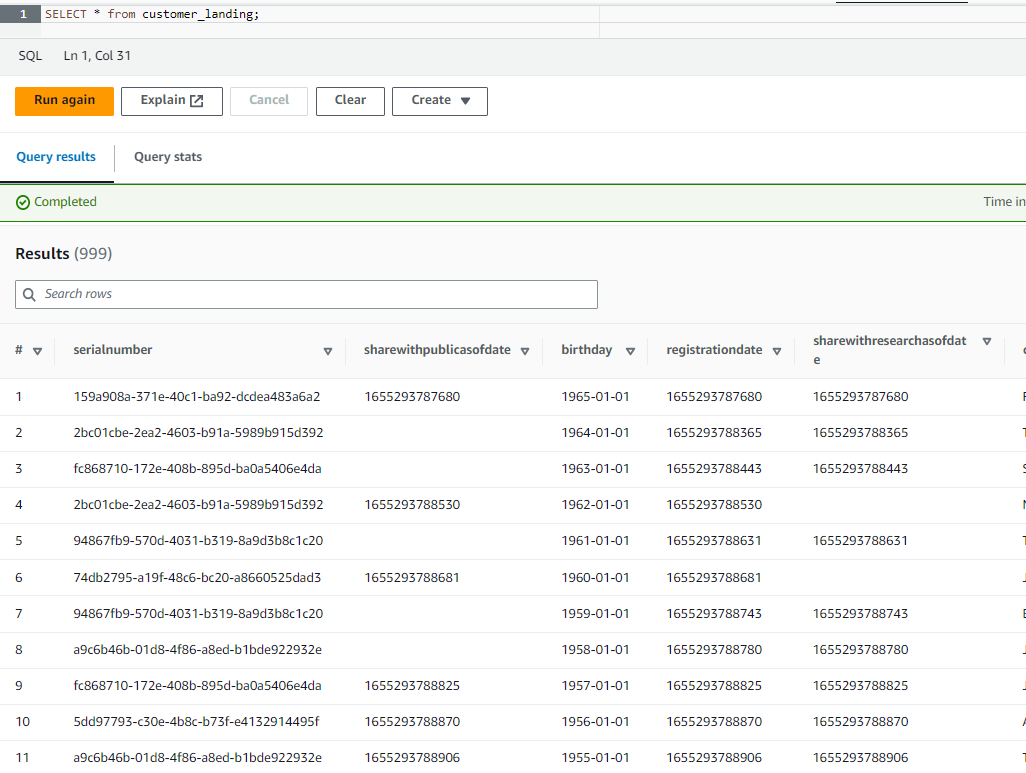 1 SELECT * from customer_landing;
SQL Ln 1, Col 31
Run again Explain Cancel Clear Create
Query results Query stats
Completed Time in
Results (999)
Search rows
# serialnumber sharewithpublicasofdate birthday registrationdate sharewithresearchasofdat
e
1 159a908a-371e-40c1-ba92-dcdea483a6a2 1655293787680 1965-01-01 1655293787680 1655293787680
2 2bc01cbe-2ea2-4603-b91a-5989b915d392 1964-01-01 1655293788365 1655293788365
3 fc868710-172e-408b-895d-ba0a5406e4da 1963-01-01 1655293788443 1655293788443
4 2bc01cbe-2ea2-4603-b91a-5989b915d392 1655293788530 1962-01-01 1655293788530
5 94867fb9-570d-4031-b319-8a9d3b8c1c20 1961-01-01 1655293788631 1655293788631
6 74db2795-a19f-48c6-bc20-a8660525dad3 1655293788681 1960-01-01 1655293788681
7 94867fb9-570d-4031-b319-8a9d3b8c1c20 1959-01-01 1655293788743 1655293788743
8 a9c6b46b-01d8-4f86-a8ed-b1bde922932e 1958-01-01 1655293788780 1655293788780
9 fc868710-172e-408b-895d-ba0a5406e4da 1655293788825 1957-01-01 1655293788825 1655293788825
10 5dd97793-c30e-4b8c-b73f-e4132914495f 1655293788870 1956-01-01 1655293788870 1655293788870
11 a9c6b46b-01d8-4f86-a8ed-b1bde922932e 1655293788906 1955-01-01 1655293788906 1655293788906